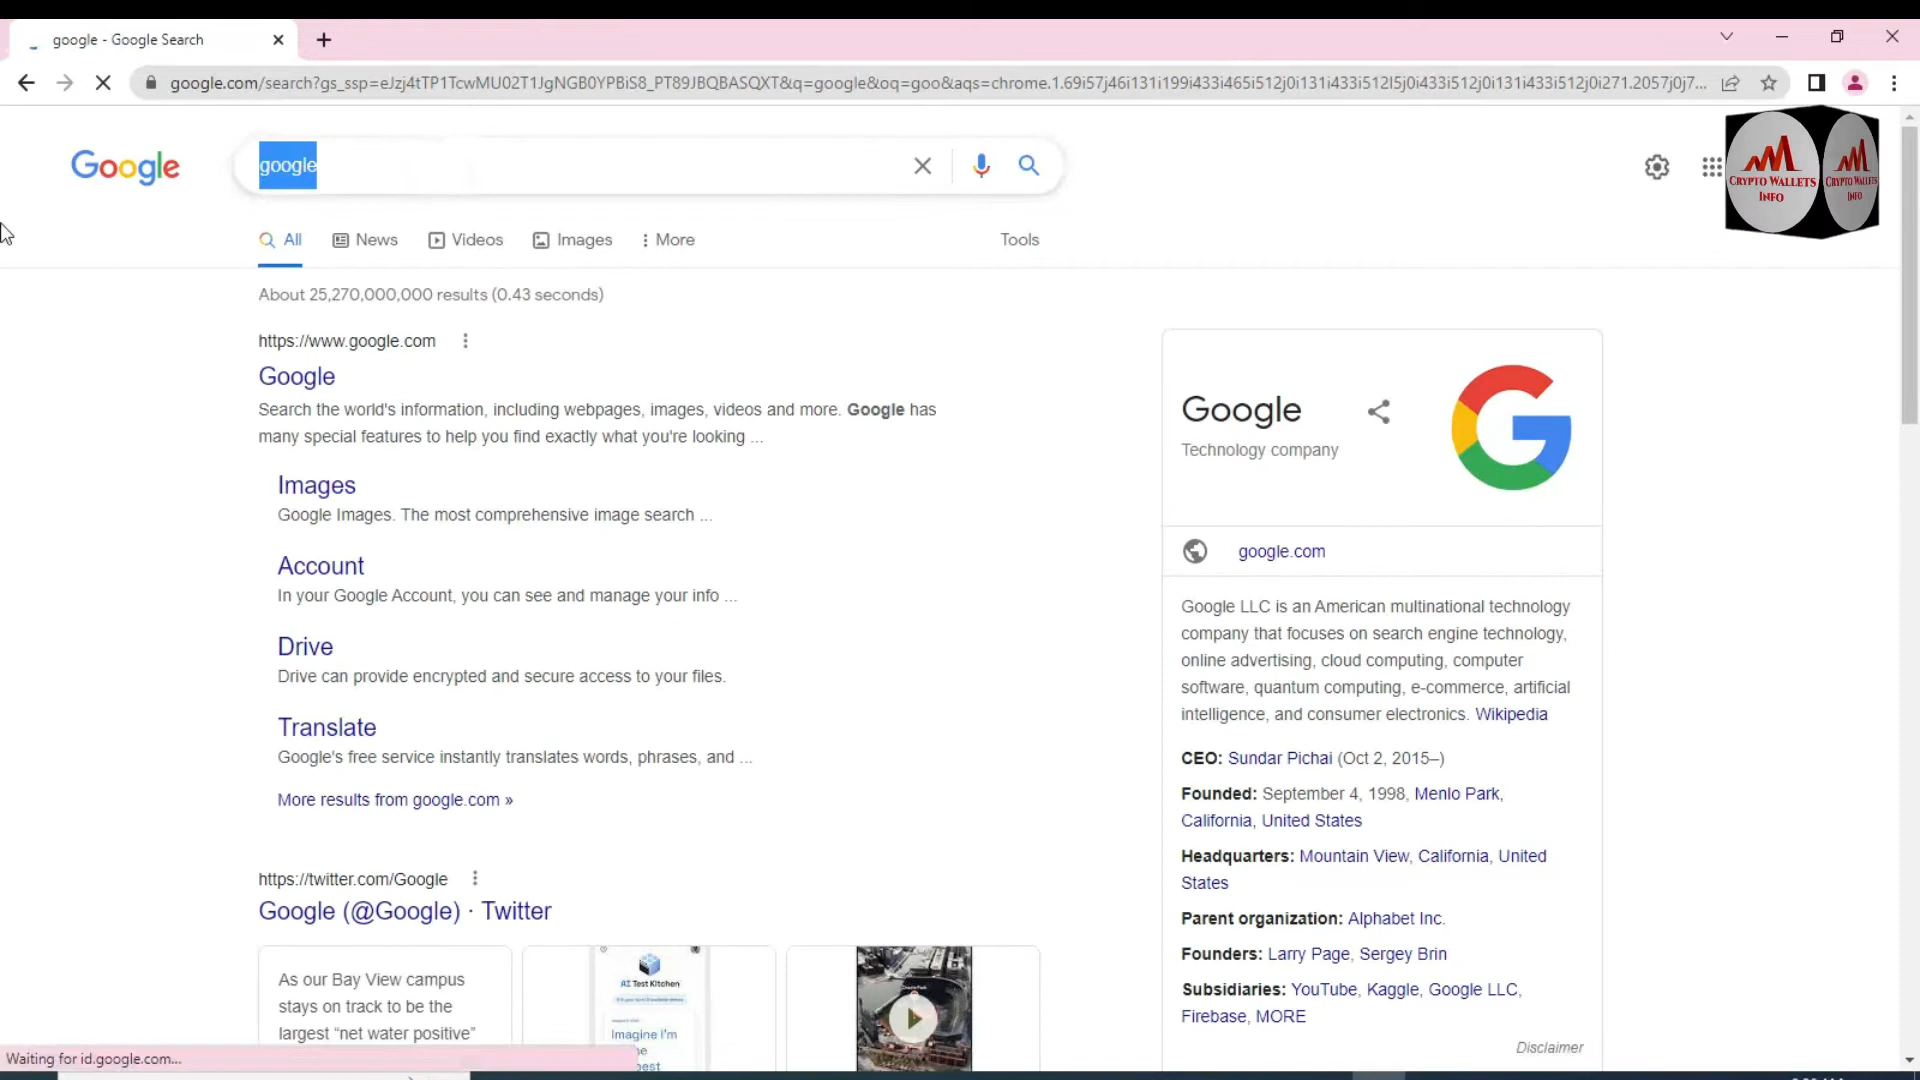 google - Google Search
google.com/search?gs_ssp=eJzj4tTP1TcwMU02T1JgNGB0YPBiS8_PT89JBQBASQXT&q=google&oq=goo&aqs=chrome.1.69i57j46i131i199i433i465i512j0i131i433i512l5j0i433i512j0i131i433i512j0i271.2057j0j7...
Google
google
CRYPTO WALLETS INFO
CRYPTO WALLETS INFO
All
News
Videos
Images
More
Tools
About 25,270,000,000 results (0.43 seconds)
https://www.google.com
Google
Search the world's information, including webpages, images, videos and more. Google has
many special features to help you find exactly what you're looking ...
Images
Google Images. The most comprehensive image search ...
Account
In your Google Account, you can see and manage your info ...
Drive
Drive can provide encrypted and secure access to your files.
Translate
Google's free service instantly translates words, phrases, and ...
More results from google.com »
https://twitter.com/Google
Google (@Google) · Twitter
As our Bay View campus
stays on track to be the
largest “net water positive”
AI Test Kitchen
Imagine I'm
Google
Technology company
google.com
Google LLC is an American multinational technology
company that focuses on search engine technology,
online advertising, cloud computing, computer
software, quantum computing, e-commerce, artificial
intelligence, and consumer electronics. Wikipedia
CEO: Sundar Pichai (Oct 2, 2015–)
Founded: September 4, 1998, Menlo Park,
California, United States
Headquarters: Mountain View, California, United
States
Parent organization: Alphabet Inc.
Founders: Larry Page, Sergey Brin
Subsidiaries: YouTube, Kaggle, Google LLC,
Firebase, MORE
Disclaimer
Waiting for id.google.com...